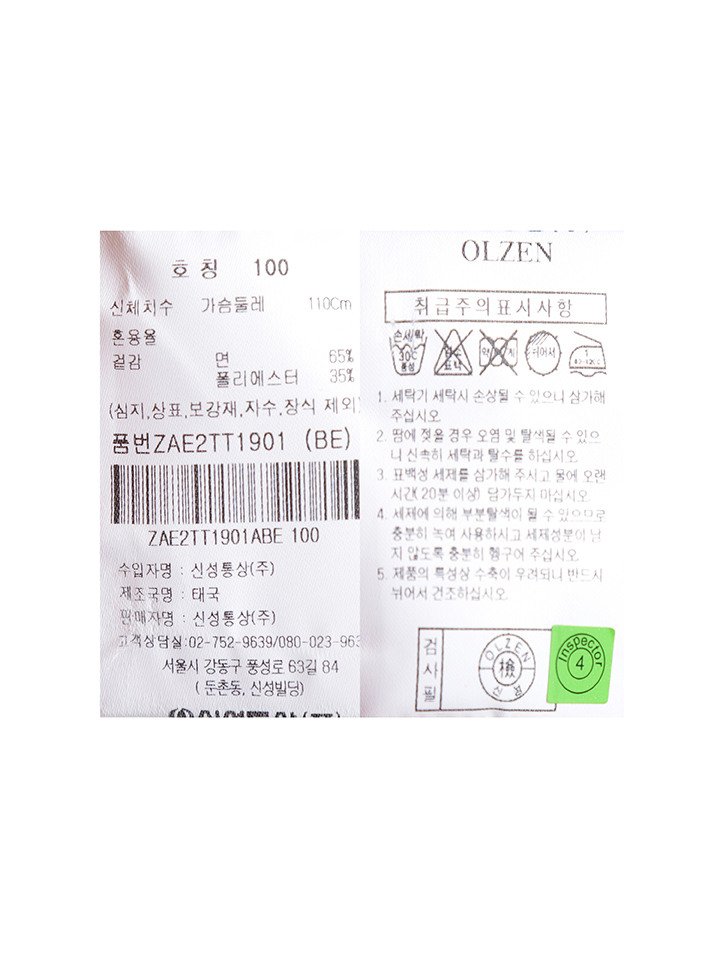 호칭 100
신체치수 가슴둘레 110Cm
혼용율
겉감 면 65%
폴리에스터 35%
(심지,상표,보강재,자수,장식 제외)
품번ZAE2TT1901 (BE)
ZAE2TT1901ABE 100
수입자명 : 신성통상(주)
제조국명 : 태국
판매자명 : 신성통상(주)
고객상담실:02-752-9639/080-023-963
서울시 강동구 풍성로 63길 84
( 둔촌동, 신성빌딩)
OLZEN
취급주의표시사항
손세탁
30℃
중성
표백
뉘어서
1. 세탁기 세탁시 손상될 수 있으니 삼가해
주십시오.
2. 땀에 젖을 경우 오염 및 탈색될 수 있으
니 신속히 세탁과 탈수를 하십시오.
3. 표백성 세제를 삼가해 주시고 물에 오랜
시간( 20분 이상) 담가두지 마십시오.
4. 세제에 의해 부분탈색이 될 수 있으므로
충분히 녹여 사용하시고 세제성분이 남
지 않도록 충분히 헹구어 주십시오.
5. 제품의 특성상 수축이 우려되니 반드시
뉘어서 건조하십시오.
검사필
OLZEN
檢
Inspector
4